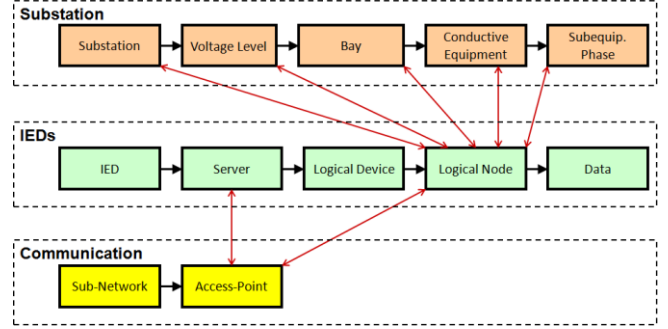 Substation
Substation
Voltage Level
Bay
Conductive
Equipment
Subequip.
Phase
IEDs
IED
Server
Logical Device
Logical Node
Data
Communication
Sub-Network
Access-Point